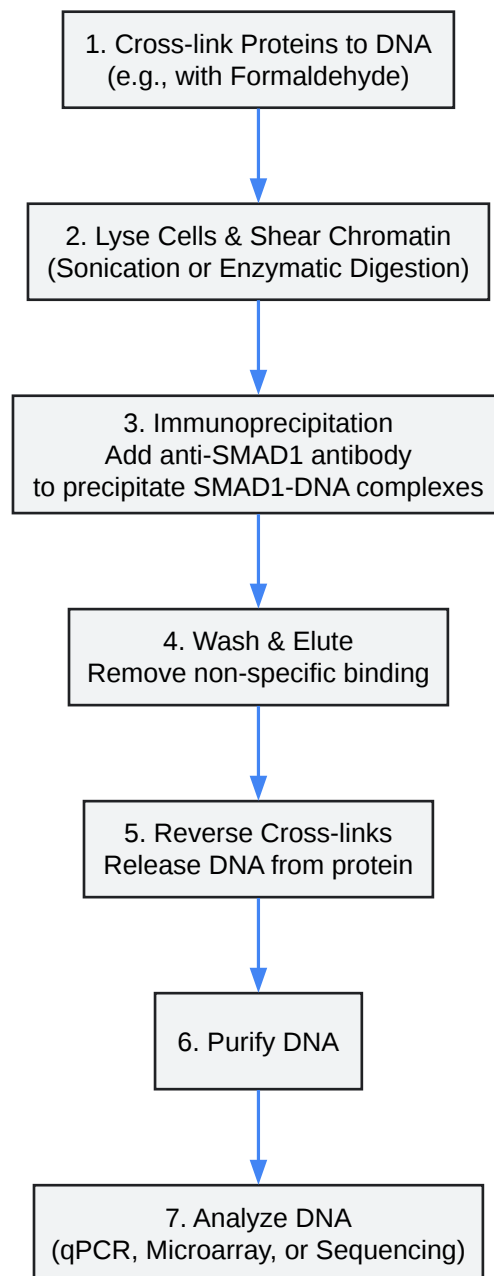 1. Cross-link Proteins to DNA
(e.g., with Formaldehyde)
2. Lyse Cells & Shear Chromatin
(Sonication or Enzymatic Digestion)
3. Immunoprecipitation
Add anti-SMAD1 antibody
to precipitate SMAD1-DNA complexes
4. Wash & Elute
Remove non-specific binding
5. Reverse Cross-links
Release DNA from protein
6. Purify DNA
7. Analyze DNA
(qPCR, Microarray, or Sequencing)